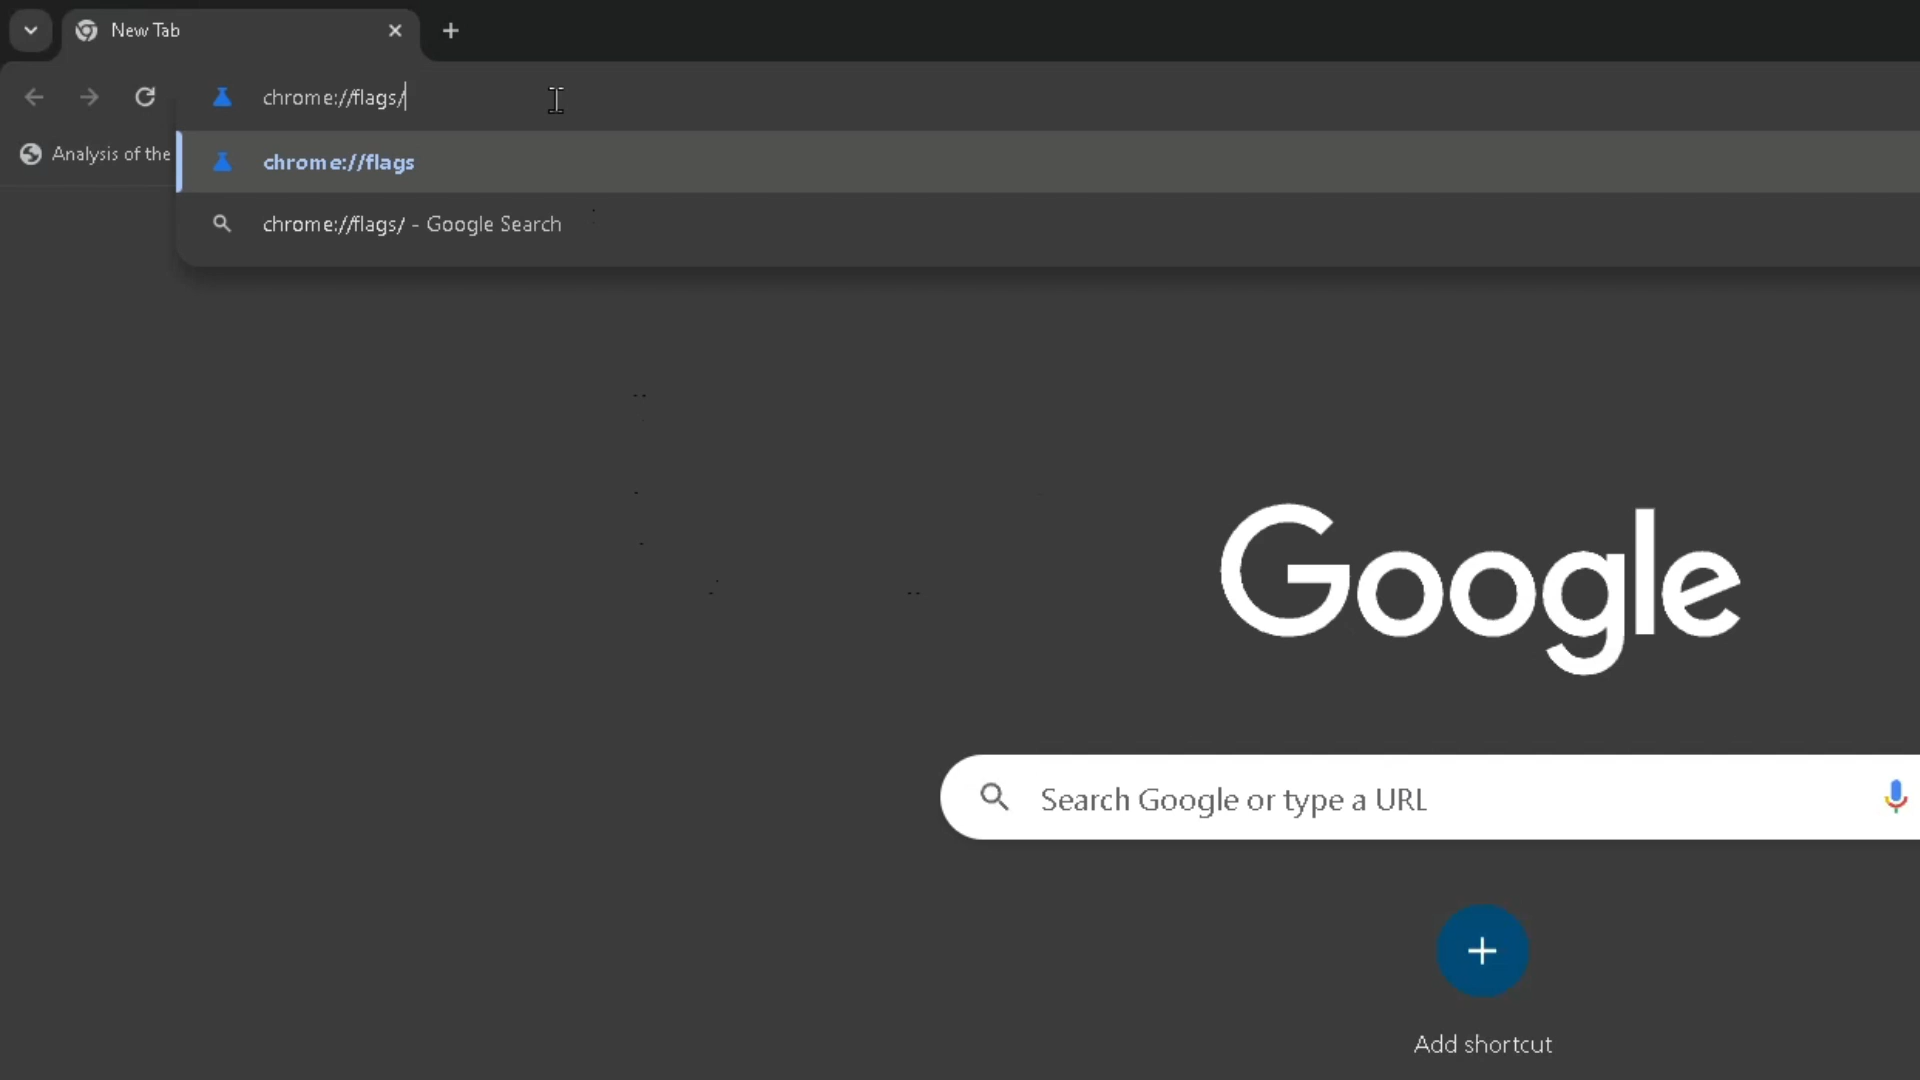 New Tab
chrome://flags/
Analysis of the
chrome://flags
chrome://flags/ - Google Search
Google
Search Google or type a URL
Add shortcut